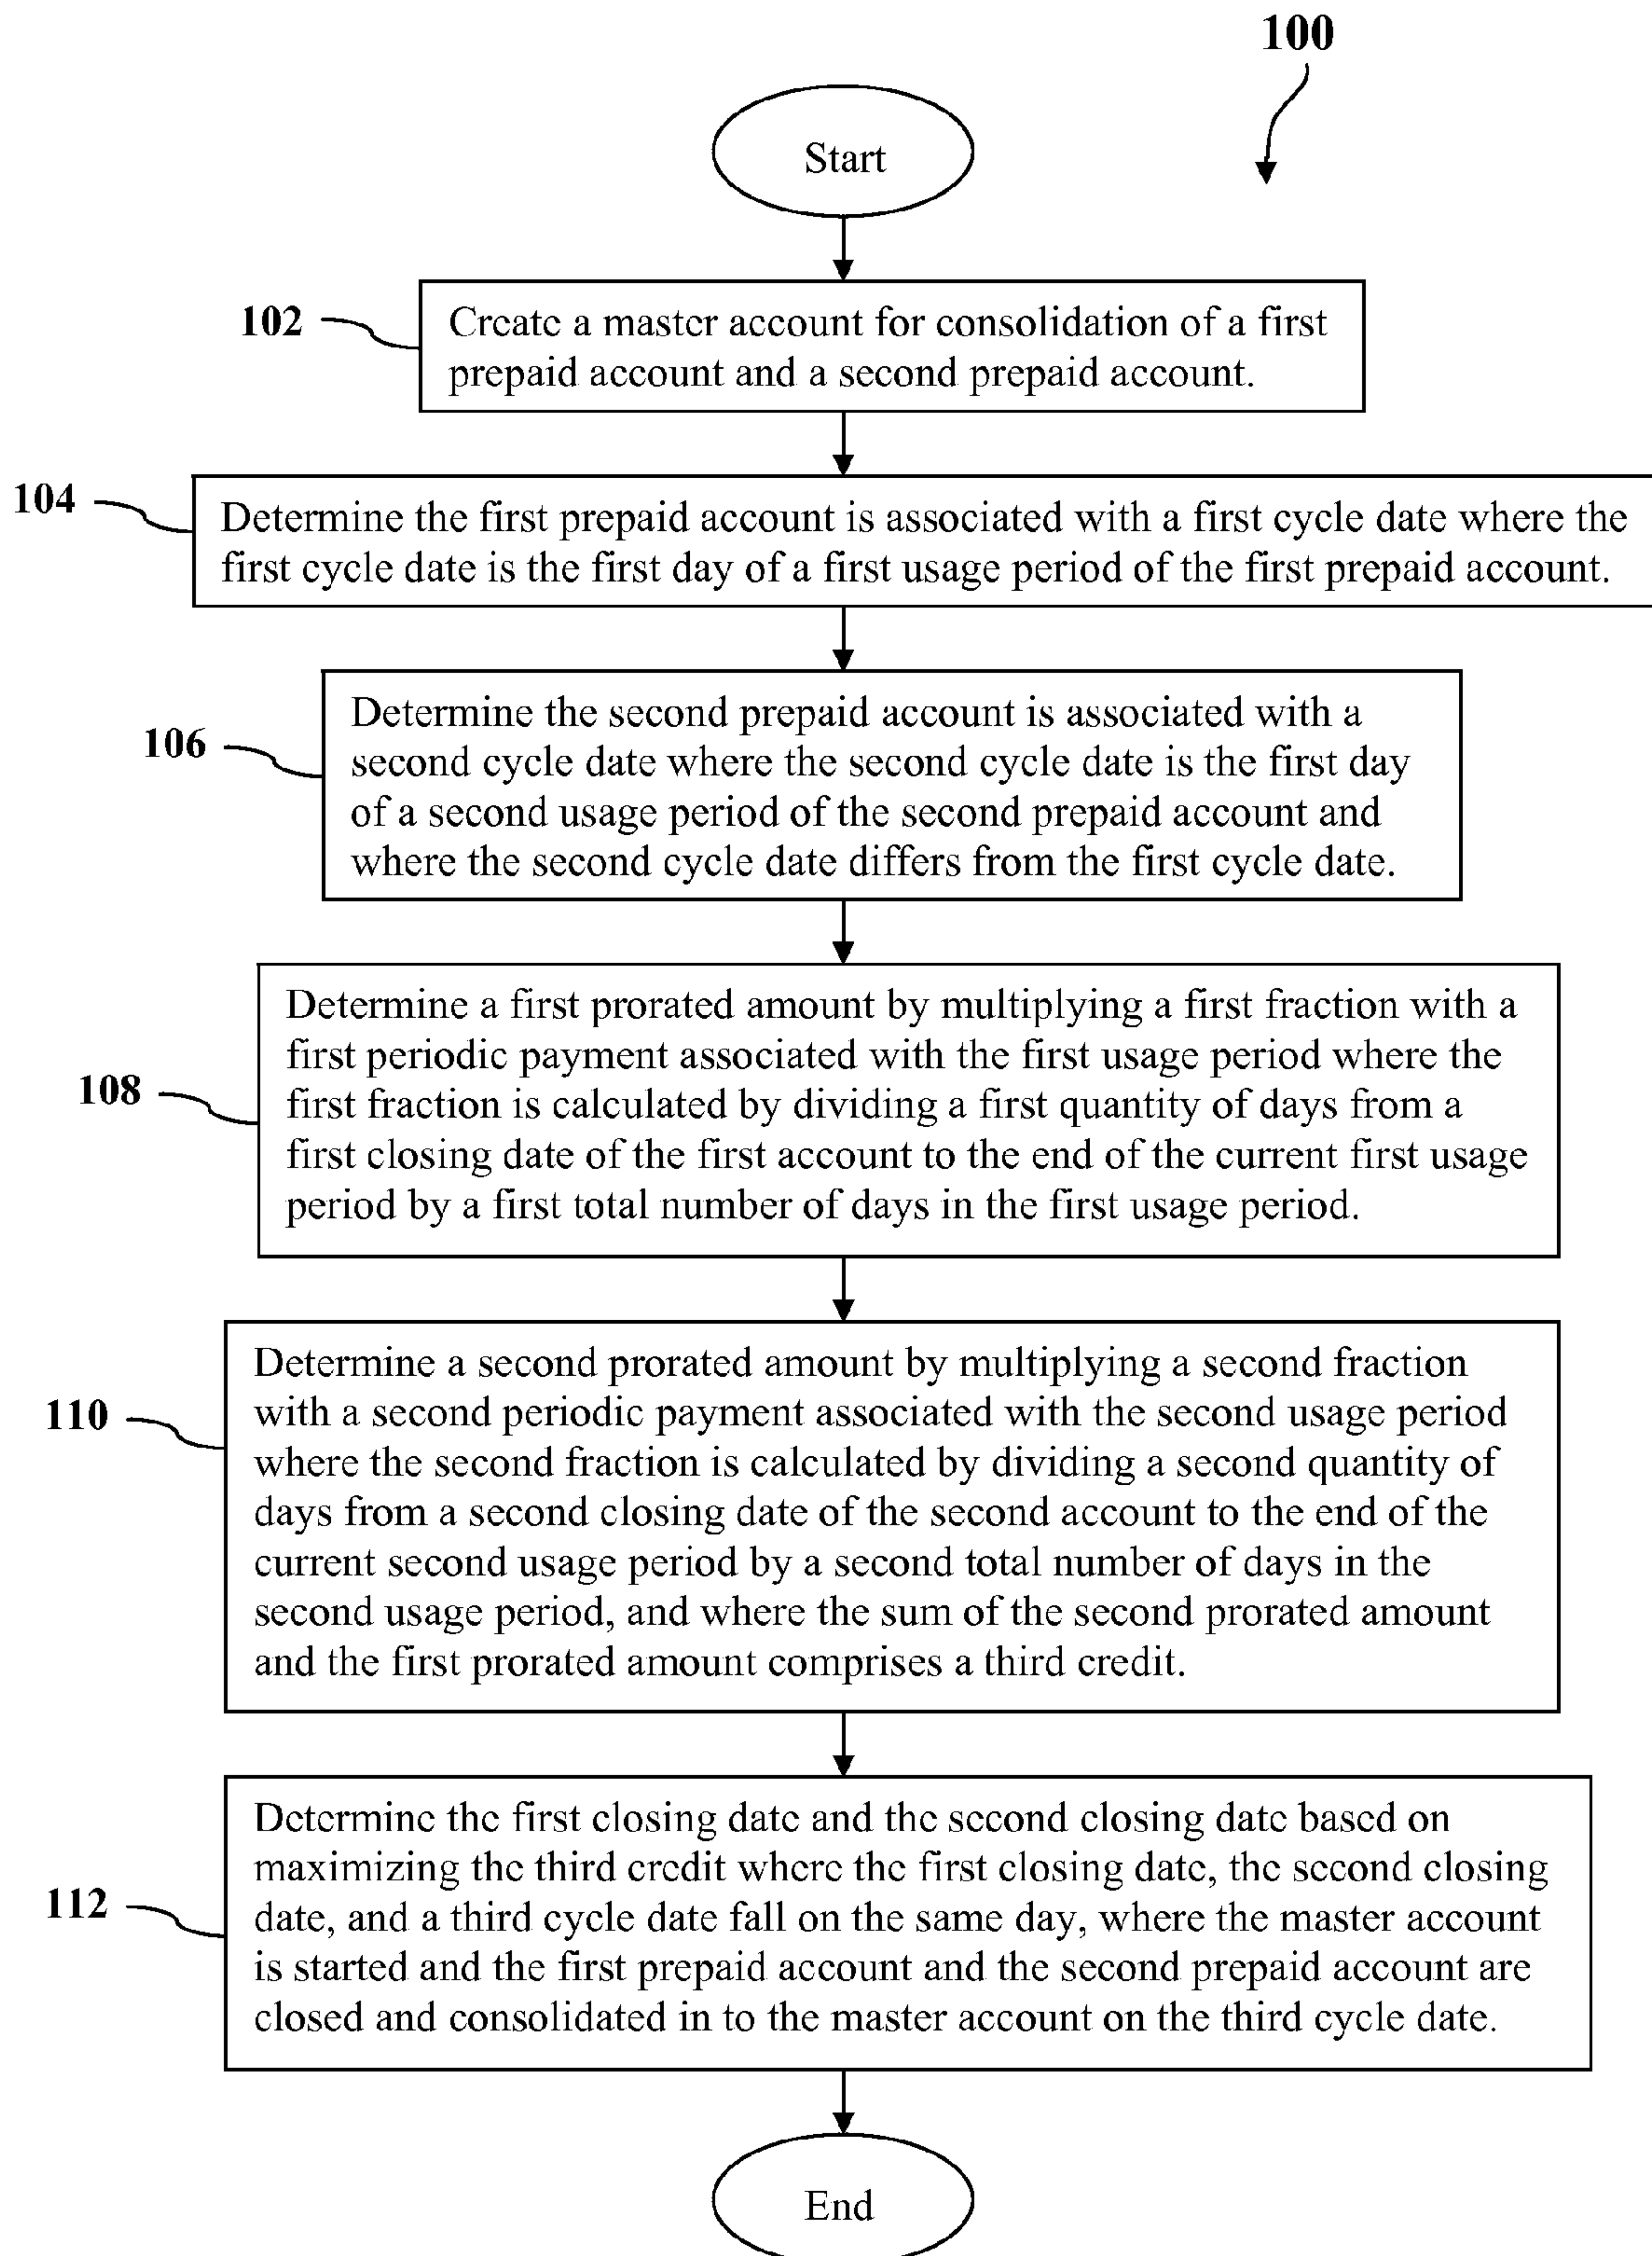 100
Start
102
Create a master account for consolidation of a first
prepaid account and a second prepaid account.
104
Determine the first prepaid account is associated with a first cycle date where the
first cycle date is the first day of a first usage period of the first prepaid account.
106
Determine the second prepaid account is associated with a
second cycle date where the second cycle date is the first day
of a second usage period of the second prepaid account and
where the second cycle date differs from the first cycle date.
108
Determine a first prorated amount by multiplying a first fraction with a
first periodic payment associated with the first usage period where the
first fraction is calculated by dividing a first quantity of days from a
first closing date of the first account to the end of the current first usage
period by a first total number of days in the first usage period.
110
Determine a second prorated amount by multiplying a second fraction
with a second periodic payment associated with the second usage period
where the second fraction is calculated by dividing a second quantity of
days from a second closing date of the second account to the end of the
current second usage period by a second total number of days in the
second usage period, and where the sum of the second prorated amount
and the first prorated amount comprises a third credit.
112
Determine the first closing date and the second closing date based on
maximizing the third credit where the first closing date, the second closing
date, and a third cycle date fall on the same day, where the master account
is started and the first prepaid account and the second prepaid account are
closed and consolidated in to the master account on the third cycle date.
End